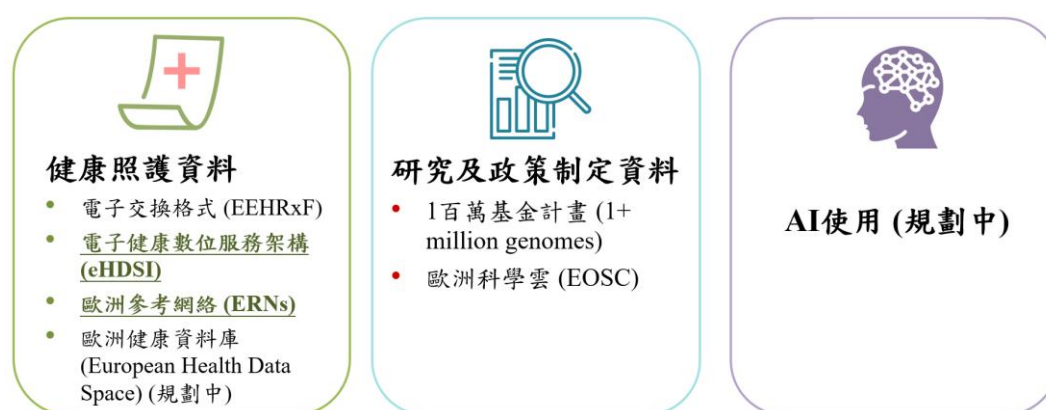 健康照護資料
• 電子交換格式 (EEHRxF)
• 電子健康數位服務架構
(eHDSI)
• 歐洲參考網絡 (ERNs)
• 歐洲健康資料庫
(European Health Data
Space) (規劃中)
研究及政策制定資料
• 1百萬基金計畫 (1+
million genomes)
• 歐洲科學雲 (EOSC)
AI使用 (規劃中)